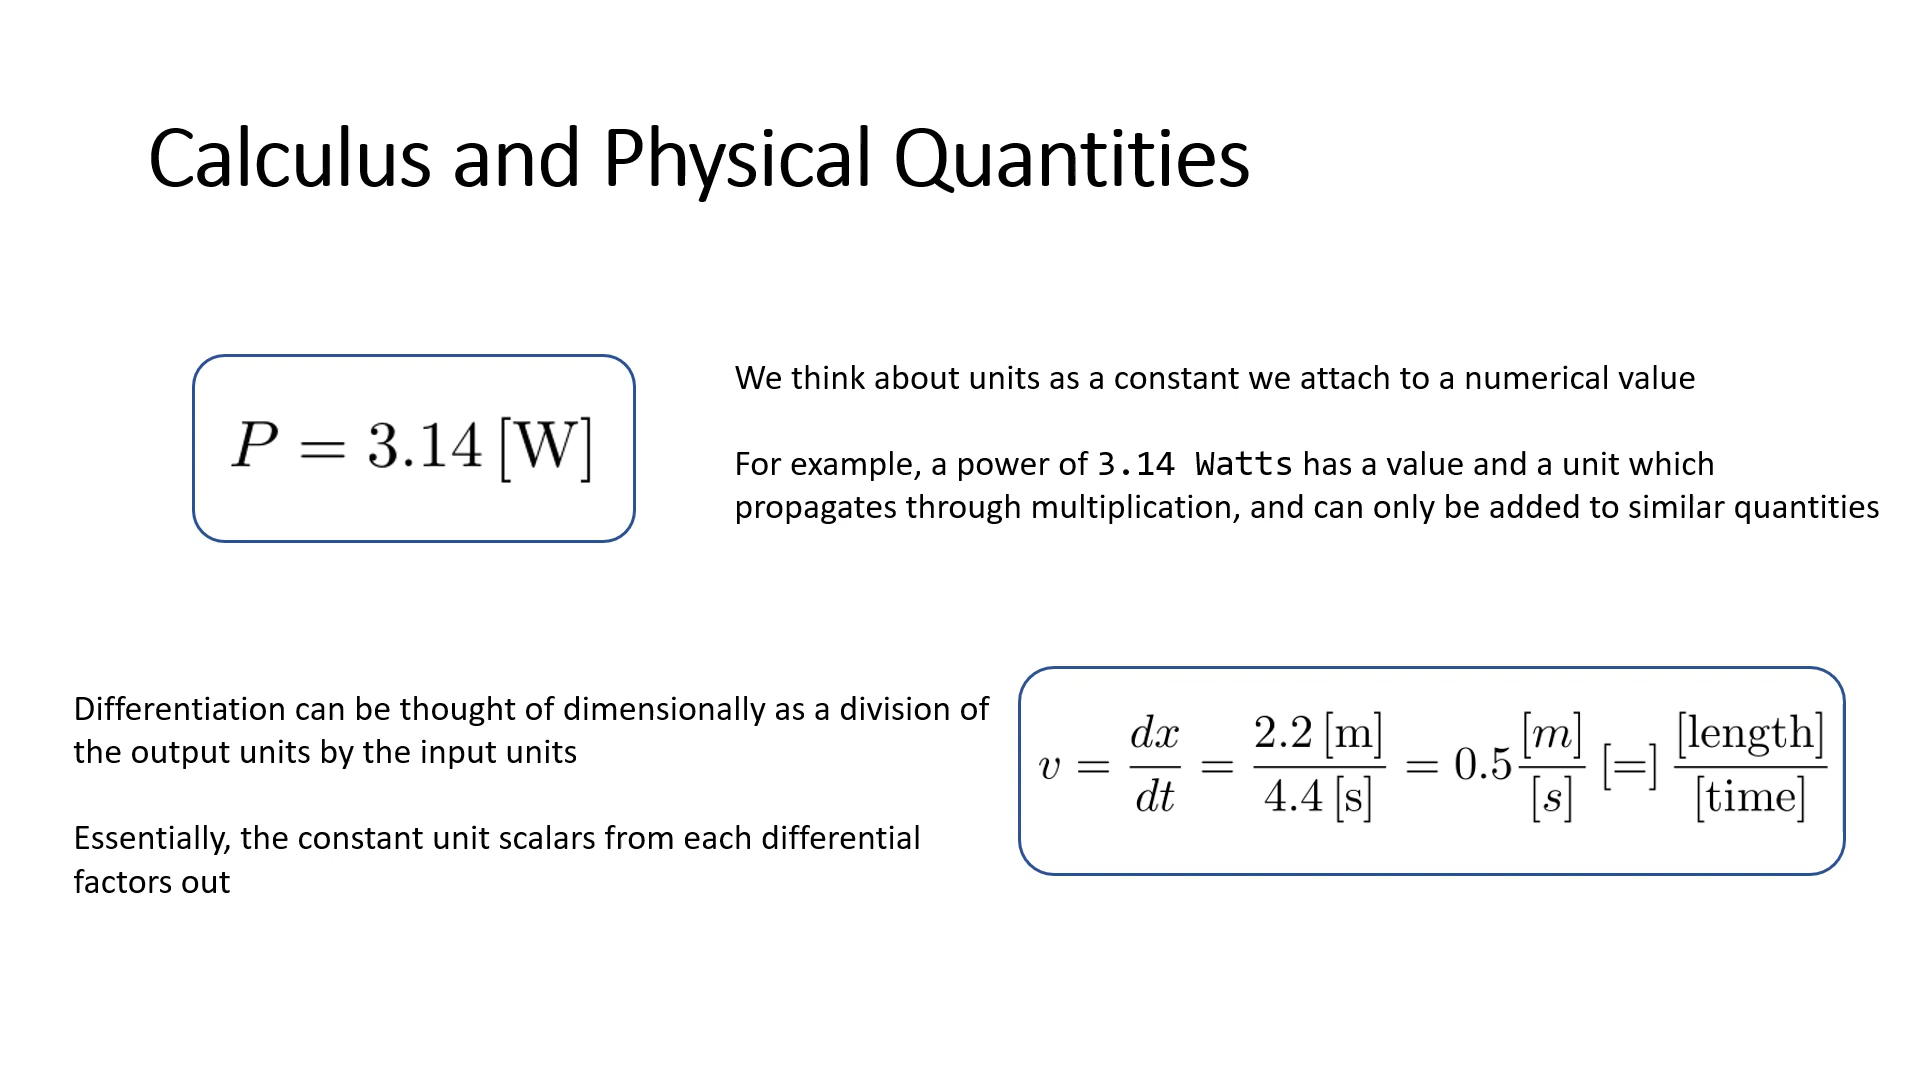 Calculus and Physical Quantities
P = 3.14 [W]
We think about units as a constant we attach to a numerical value
For example, a power of 3.14 Watts has a value and a unit which
propagates through multiplication, and can only be added to similar quantities
Differentiation can be thought of dimensionally as a division of
the output units by the input units
Essentially, the constant unit scalars from each differential
factors out
v = dx/dt = 2.2 [m]/4.4 [s] = 0.5 [m]/[s] [=] [length]/[time]